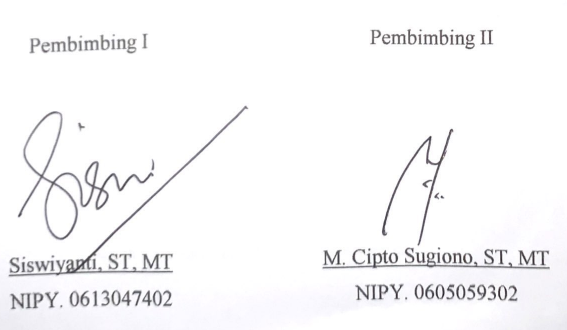 Pembimbing I
Siswiyanti, ST, MT
NIPY. 0613047402
Pembimbing II
M. Cipto Sugiono, ST, MT
NIPY. 0605059302